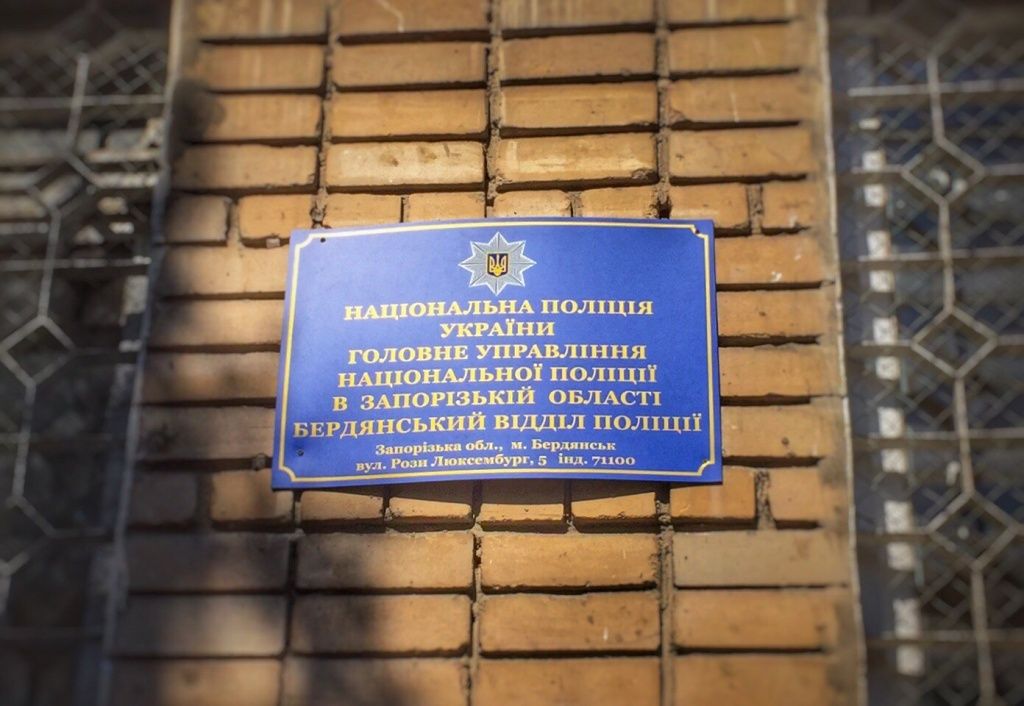 НАЦІОНАЛЬНА ПОЛІЦІЯ
УКРАЇНИ
ГОЛОВНЕ УПРАВЛІННЯ
НАЦІОНАЛЬНОЇ ПОЛІЦІЇ
В ЗАПОРІЗЬКІЙ ОБЛАСТІ
БЕРДЯНСЬКИЙ ВІДДІЛ ПОЛІЦІЇ
Запорізька обл., м. Бердянськ
вул. Рози Люксембург, 5 інд. 71100